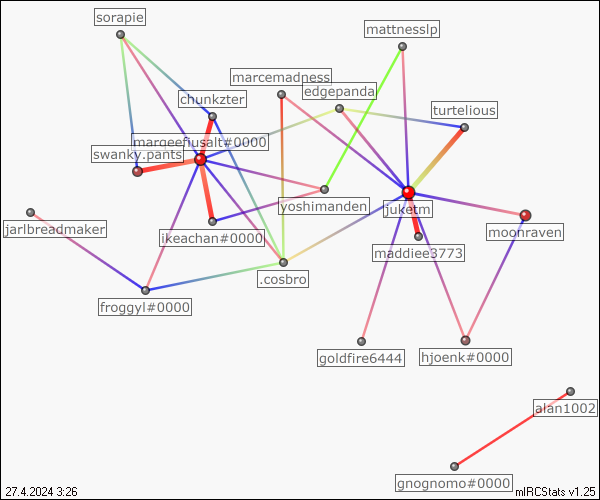 sorapie
mattnesslp
marcemadness
edgepanda
chunkzter
turtelious
marqeefiusalt#0000
swanky.pants
yoshimanden
juketm
jarlbreadmaker
ikeachan#0000
moonraven
maddiee3773
.cosbro
froggyl#0000
goldfire6444
hjoenk#0000
alan1002
gnognomo#0000
27.4.2024 3:26
mIRCStats v1.25